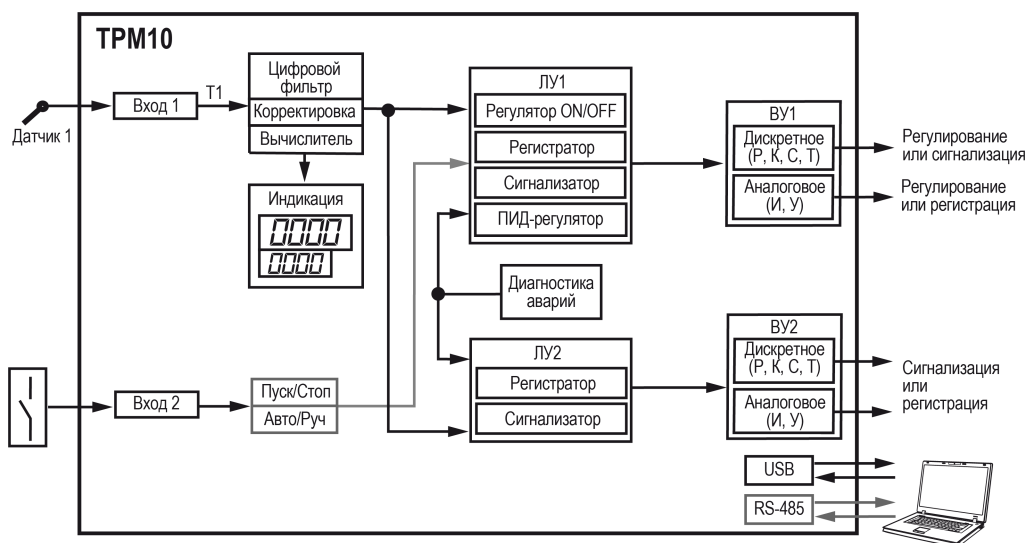 ТРМ10
Датчик 1
Вход 1
T1
Цифровой
фильтр
Корректировка
Вычислитель
Индикация
0000
0000
ЛУ1
Регулятор ON/OFF
Регистратор
Сигнализатор
ПИД-регулятор
ВУ1
Дискретное
(Р, К, С, Т)
Аналоговое
(И, У)
Регулирование
или сигнализация
Регулирование
или регистрация
Диагностика
аварий
Вход 2
Пуск/Стоп
Авто/Руч
ЛУ2
Регистратор
Сигнализатор
ВУ2
Дискретное
(Р, К, С, Т)
Аналоговое
(И, У)
Сигнализация
или
регистрация
USB
RS-485